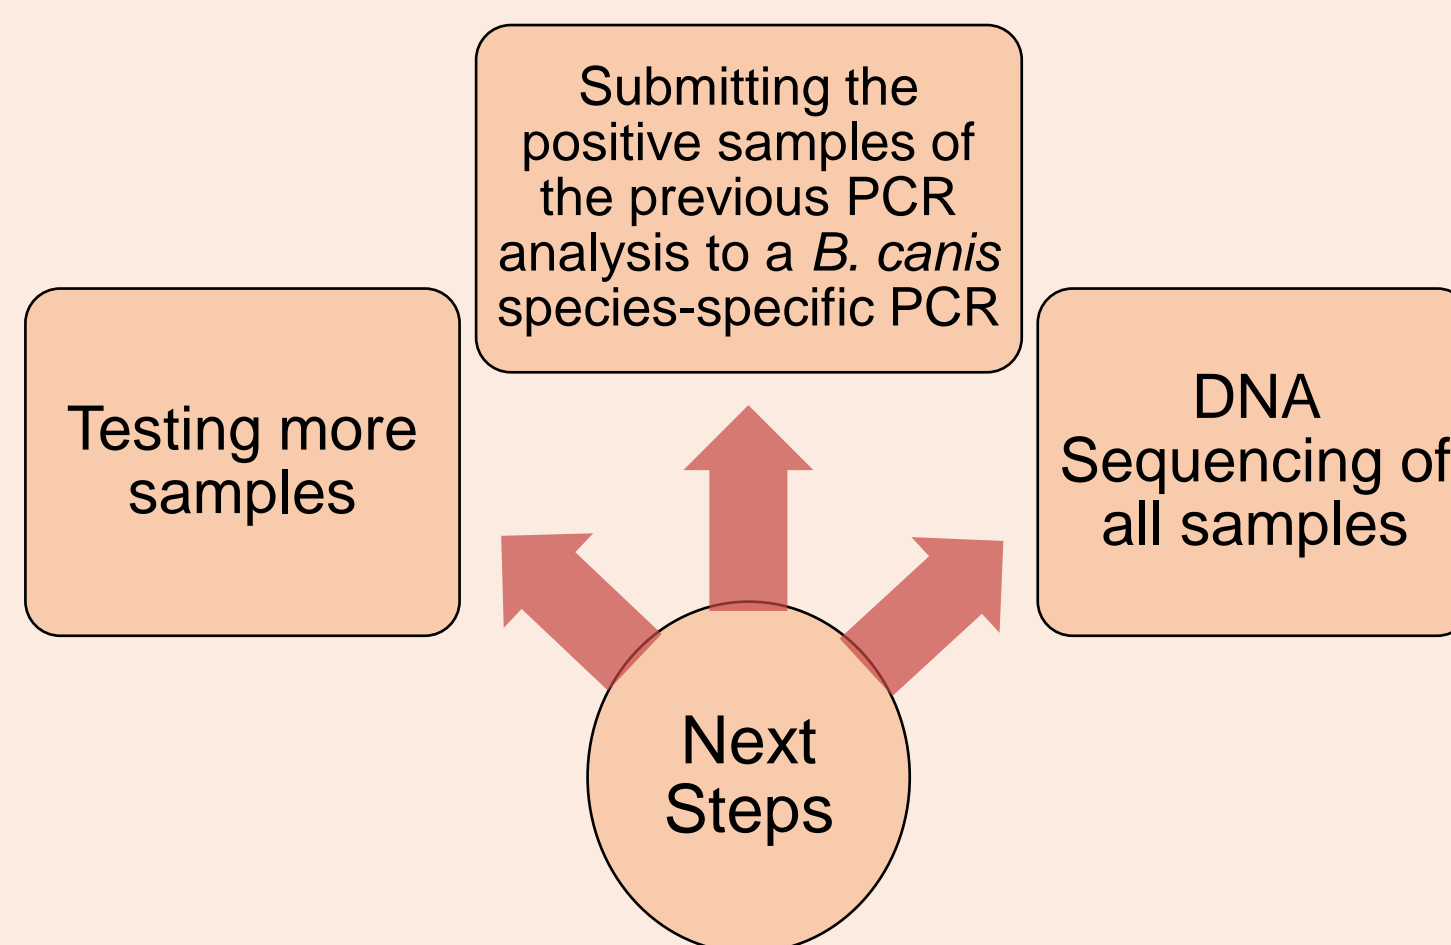 Submitting the
positive samples of
the previous PCR
analysis to a B. canis
species-specific PCR
Testing more
samples
DNA
Sequencing of
all samples
Next
Steps